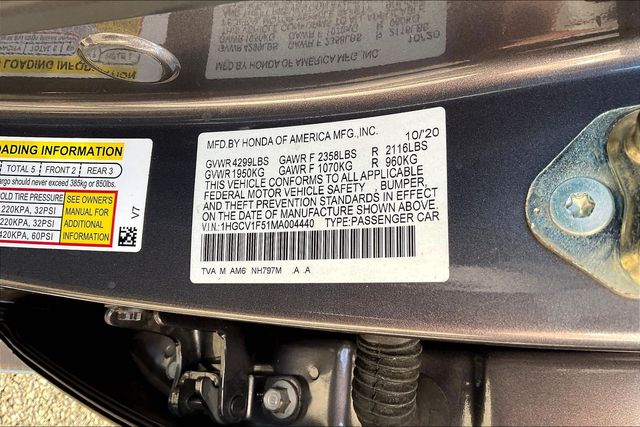 MFD.BY HONDA OF AMERICA MFG.,INC. 10/20
GVWR 4299LBS GAWR F 2358LBS R 2116LBS
GVWR 1950KG GAWR F 1070KG R 960KG
THIS VEHICLE CONFORMS TO ALL APPLICABLE
FEDERAL MOTOR VEHICLE SAFETY, BUMPER,
AND THEFT PREVENTION STANDARDS IN EFFECT
ON THE DATE OF MANUFACTURE SHOWN ABOVE.
V.I.N.: 1HGCV1F51MA004440 TYPE:PASSENGER CAR
TVA M AM6 NH797M .A .A
LOADING INFORMATION
TOTAL 5 FRONT 2 REAR 3
should never exceed 385kg or 850lbs.
TIRE PRESSURE
220KPA, 32PSI
220KPA, 32PSI
420KPA, 60PSI
SEE OWNER'S
MANUAL FOR
ADDITIONAL
INFORMATION
V7